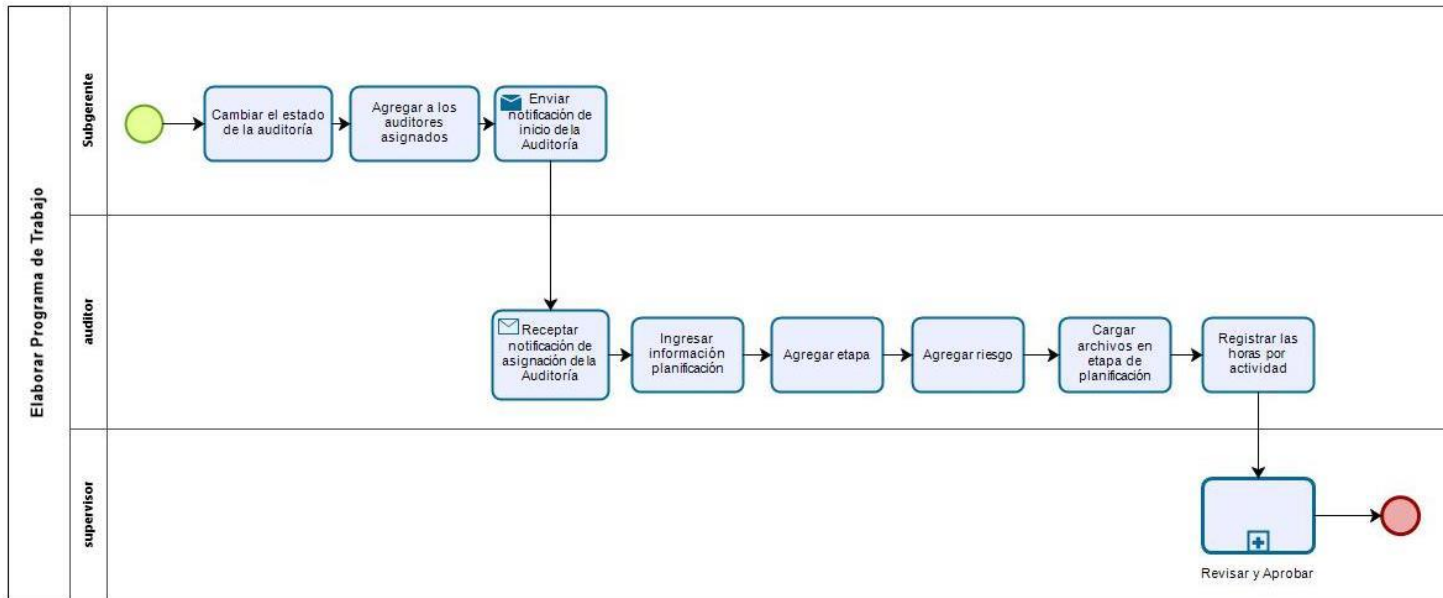 Elaborar Programa de Trabajo
Subgerente
Cambiar el estado
de la auditoría
Agregar a los
auditores
asignados
Enviar
notificación de
inicio de la
Auditoría
auditor
Receptar
notificación de
asignación de la
Auditoría
Ingresar
información
planificación
Agregar etapa
Agregar riesgo
Cargar
archivos en
etapa de
planificación
Registrar las
horas por
actividad
supervisor
Revisar y Aprobar